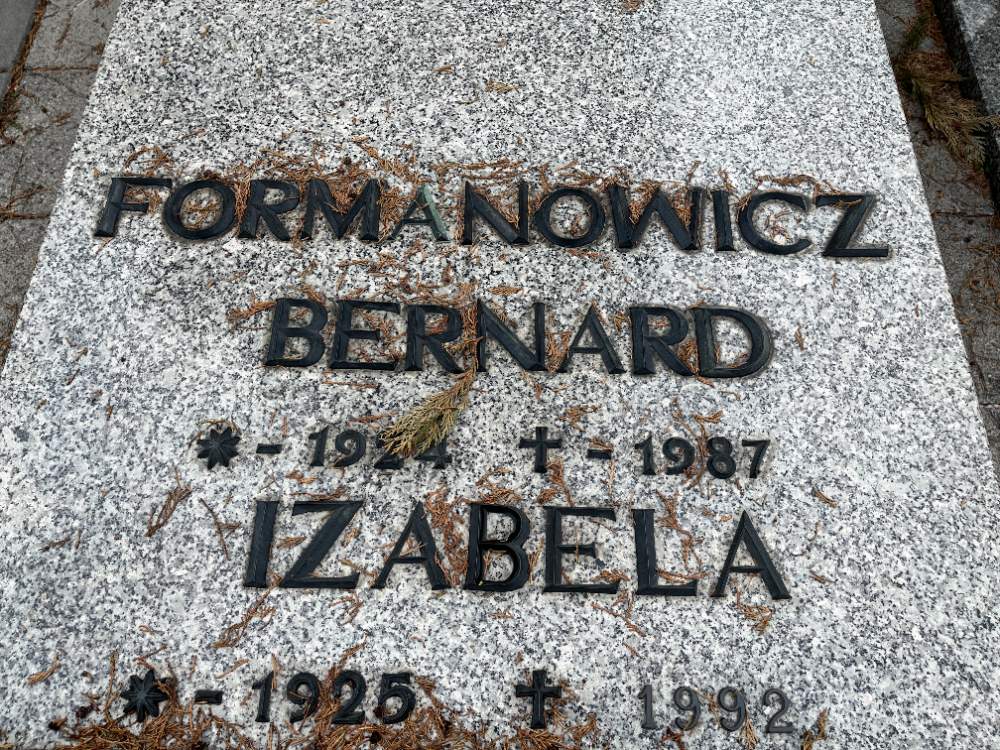 FORMANOWICZ
BERNARD
* - 1924 † - 1987
IZABELA
* - 1925 † 1992